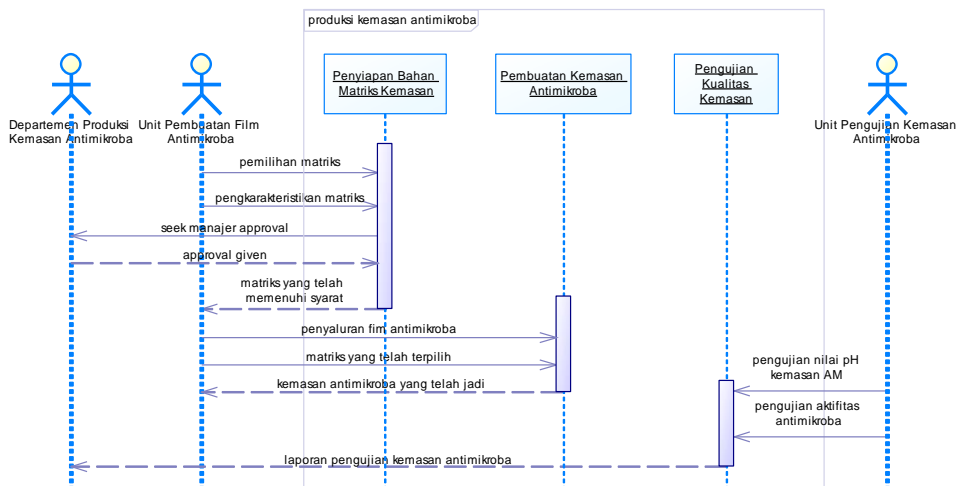 produksi kemasan antimikroba
Penyiapan Bahan
Matriks Kemasan
Pembuatan Kemasan
Antimikroba
Pengujian
Kualitas
Kemasan
Departemen Produksi
Kemasan Antimikroba
Unit Pembuatan Film
Antimikroba
Unit Pengujian Kemasan
Antimikroba
pemilihan matriks
pengkarakteristikan matriks
seek manajer approval
approval given
matriks yang telah
memenuhi syarat
penyaluran fim antimikroba
matriks yang telah terpilih
kemasan antimikroba yang telah jadi
pengujian nilai pH
kemasan AM
pengujian aktifitas
antimikroba
laporan pengujian kemasan antimikroba